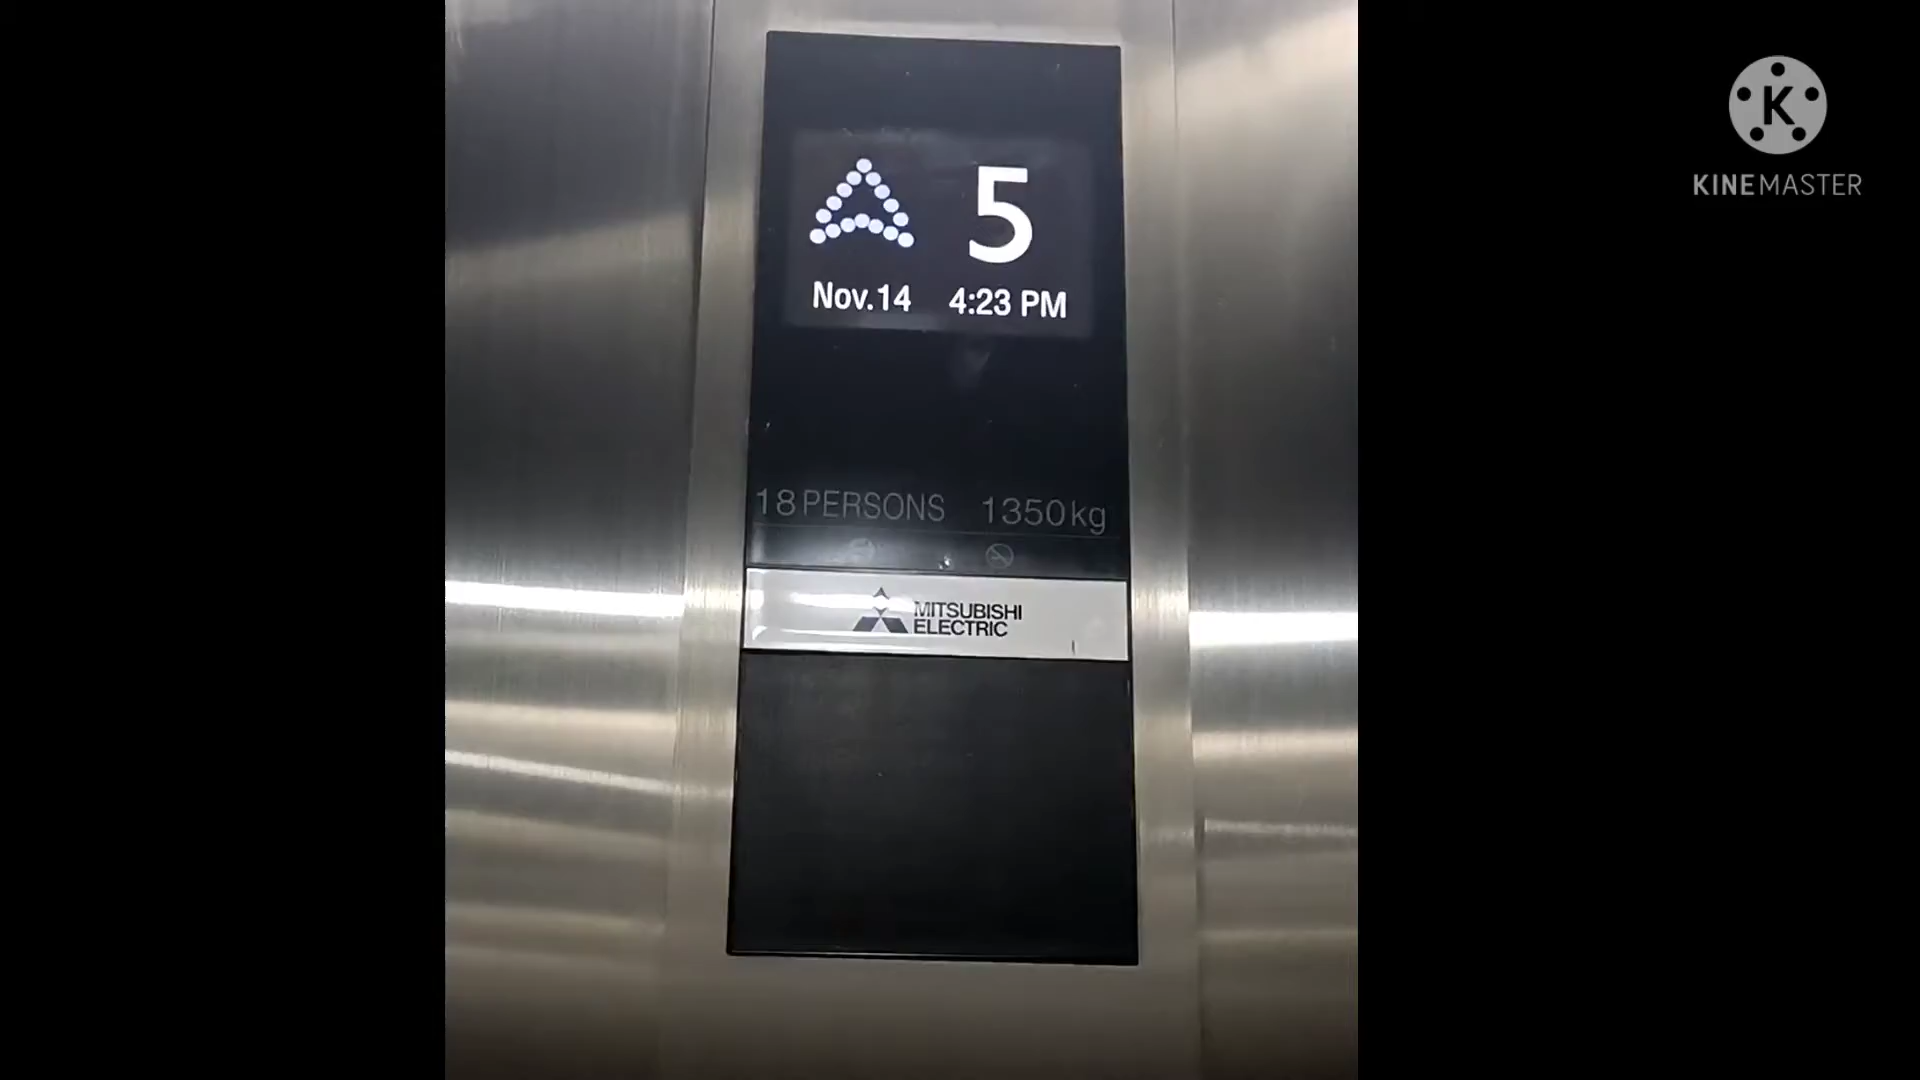 5
Nov.14 4:23 PM
18 PERSONS 1350kg
MITSUBISHI
ELECTRIC
K
KINEMASTER